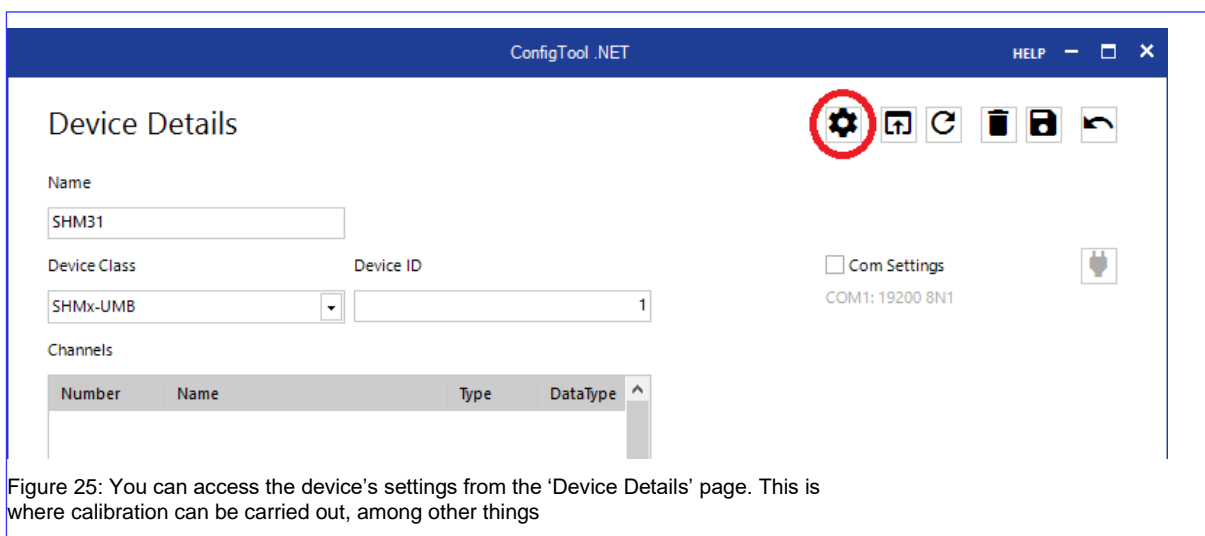 ConfigTool .NET HELP
Device Details
Name
SHM31
Device Class Device ID
Com Settings
SHMx-UMB 1
COM1: 19200 8N1
Channels
Number Name Type DataType
Figure 25: You can access the device’s settings from the ‘Device Details’ page. This is
where calibration can be carried out, among other things